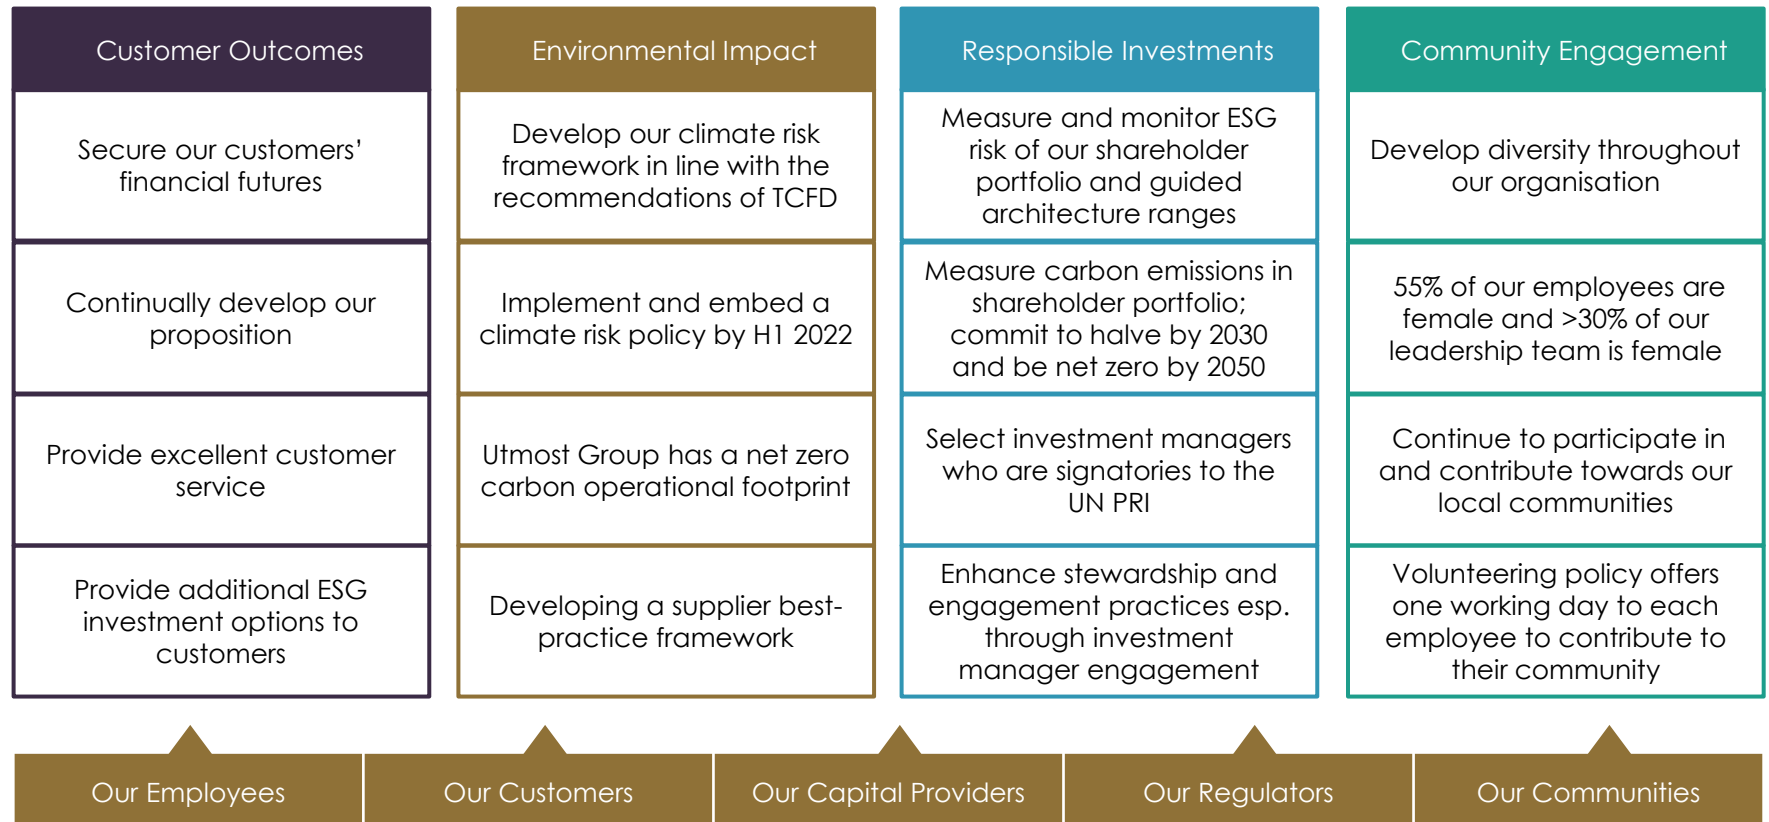 Customer Outcomes
Secure our customers’
financial futures
Continually develop our
proposition
Provide excellent customer
service
Provide additional ESG
investment options to
customers
Environmental Impact
Develop our climate risk
framework in line with the
recommendations of TCFD
Implement and embed a
climate risk policy by H1 2022
Utmost Group has a net zero
carbon operational footprint
Developing a supplier best-
practice framework
Responsible Investments
Measure and monitor ESG
risk of our shareholder
portfolio and guided
architecture ranges
Measure carbon emissions in
shareholder portfolio;
commit to halve by 2030
and be net zero by 2050
Select investment managers
who are signatories to the
UN PRI
Enhance stewardship and
engagement practices esp.
through investment
manager engagement
Community Engagement
Develop diversity throughout
our organisation
55% of our employees are
female and >30% of our
leadership team is female
Continue to participate in
and contribute towards our
local communities
Volunteering policy offers
one working day to each
employee to contribute to
their community
Our Employees
Our Customers
Our Capital Providers
Our Regulators
Our Communities